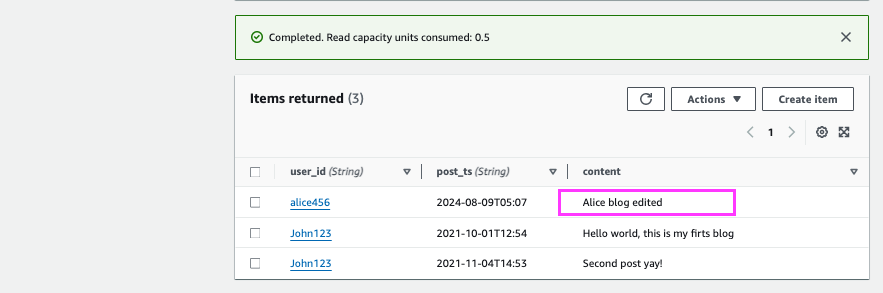 Completed. Read capacity units consumed: 0.5
Items returned (3)
Actions
Create item
1
user_id (String) post_ts (String) content
alice456 2024-08-09T05:07 Alice blog edited
John123 2021-10-01T12:54 Hello world, this is my firts blog
John123 2021-11-04T14:53 Second post yay!